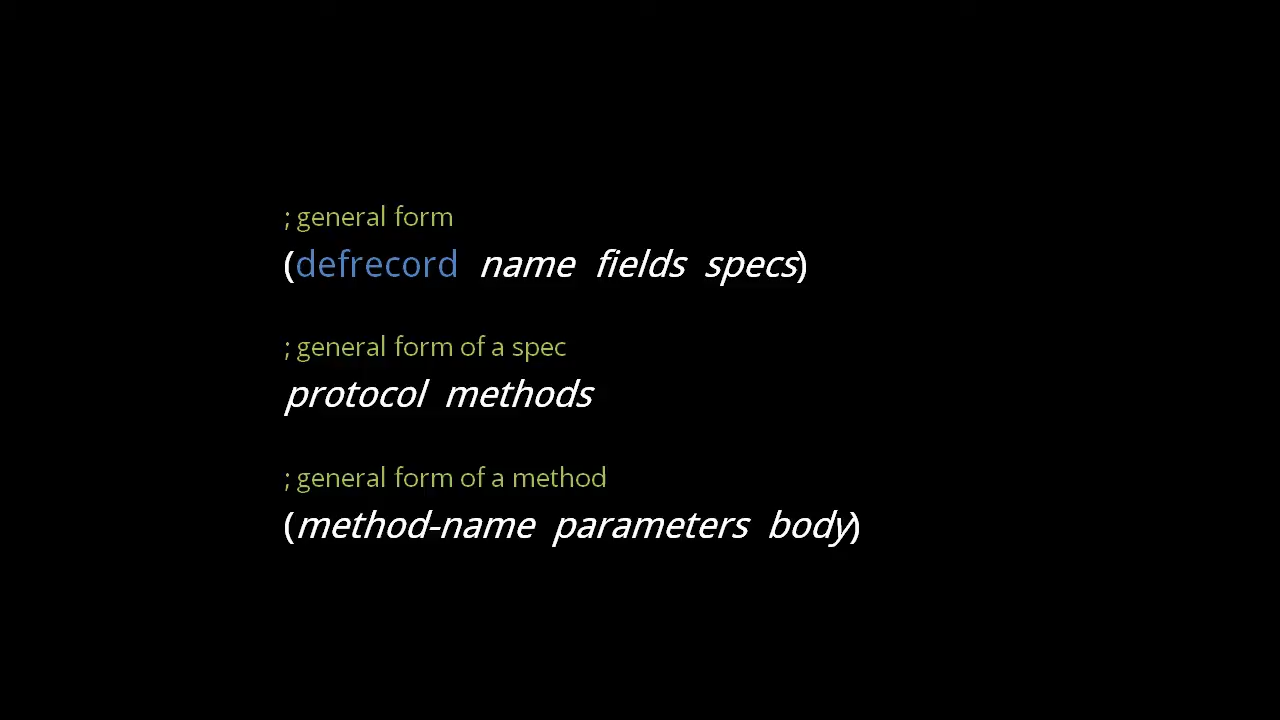 ; general form
(defrecord name fields specs)
; general form of a spec
protocol methods
; general form of a method
(method-name parameters body)